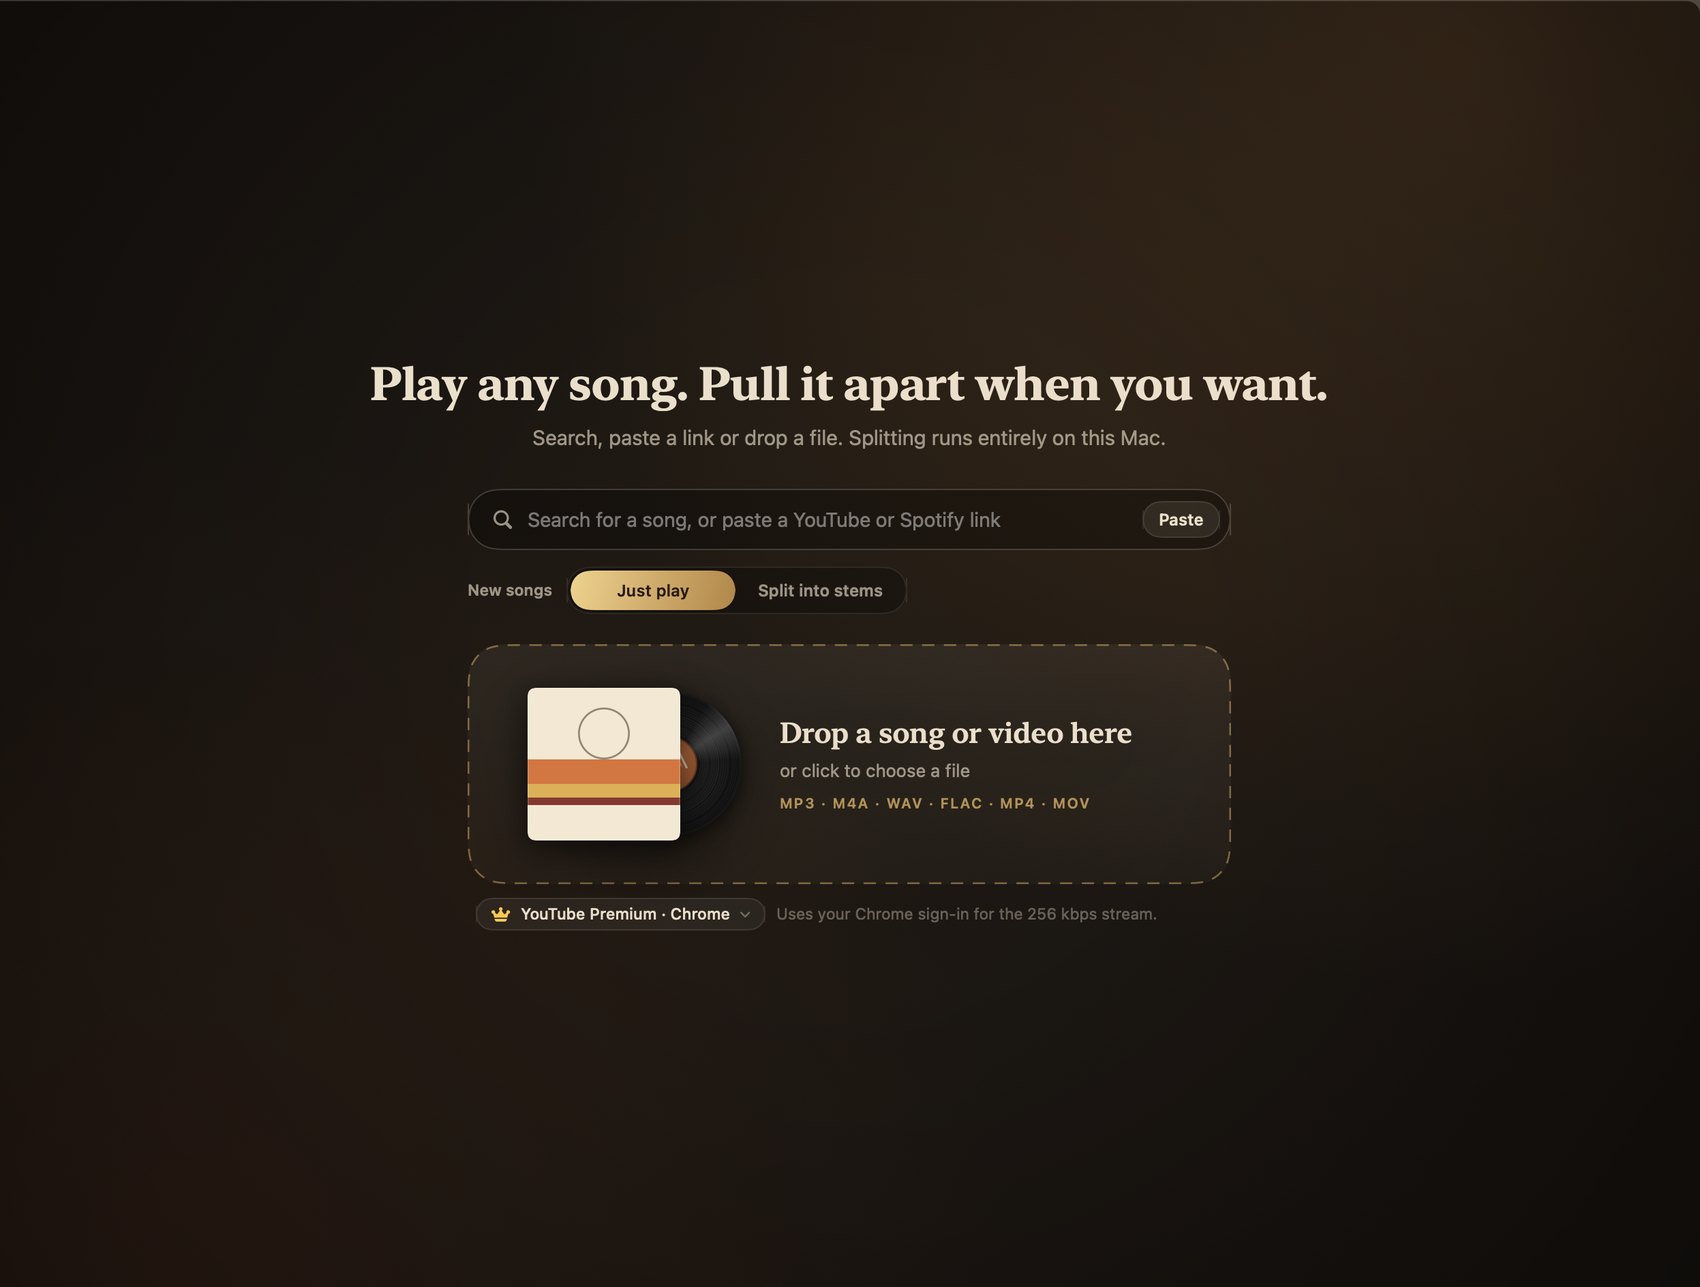 Play any song. Pull it apart when you want.
Search, paste a link or drop a file. Splitting runs entirely on this Mac.
Search for a song, or paste a YouTube or Spotify link
Paste
New songs
Just play
Split into stems
Drop a song or video here
or click to choose a file
MP3 · M4A · WAV · FLAC · MP4 · MOV
YouTube Premium · Chrome
Uses your Chrome sign-in for the 256 kbps stream.